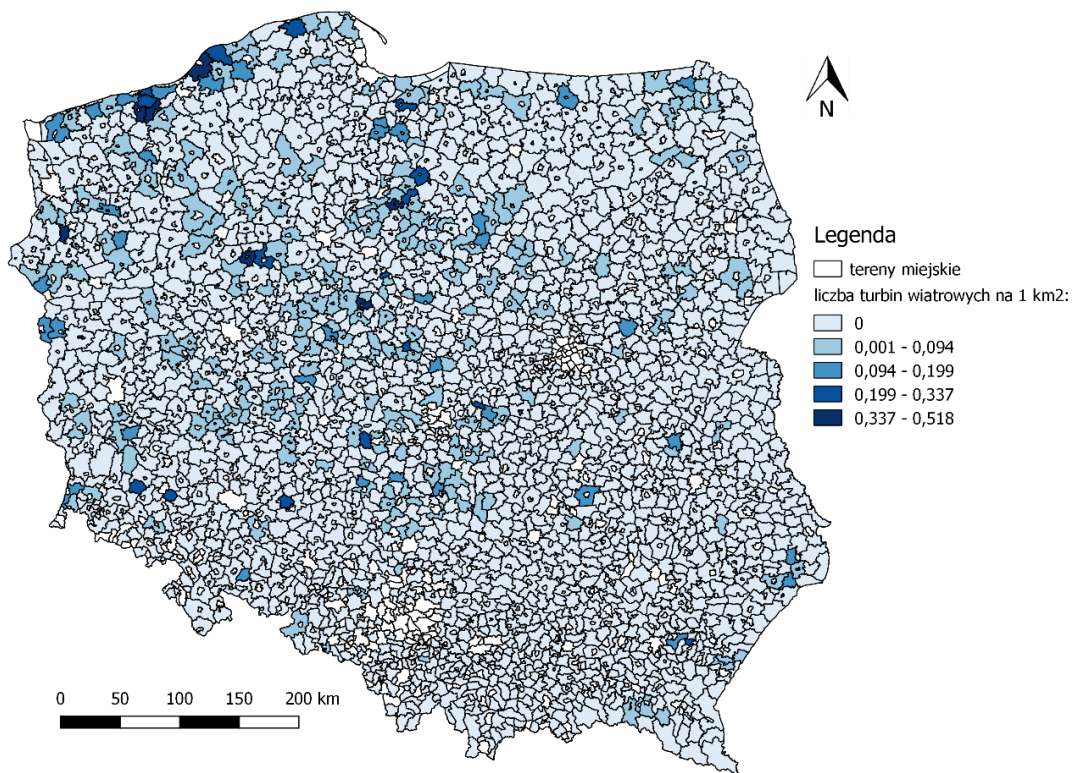 N
Legenda
tereny miejskie
liczba turbin wiatrowych na 1 km2:
0
0,001 - 0,094
0,094 - 0,199
0,199 - 0,337
0,337 - 0,518
0 50 100 150 200 km